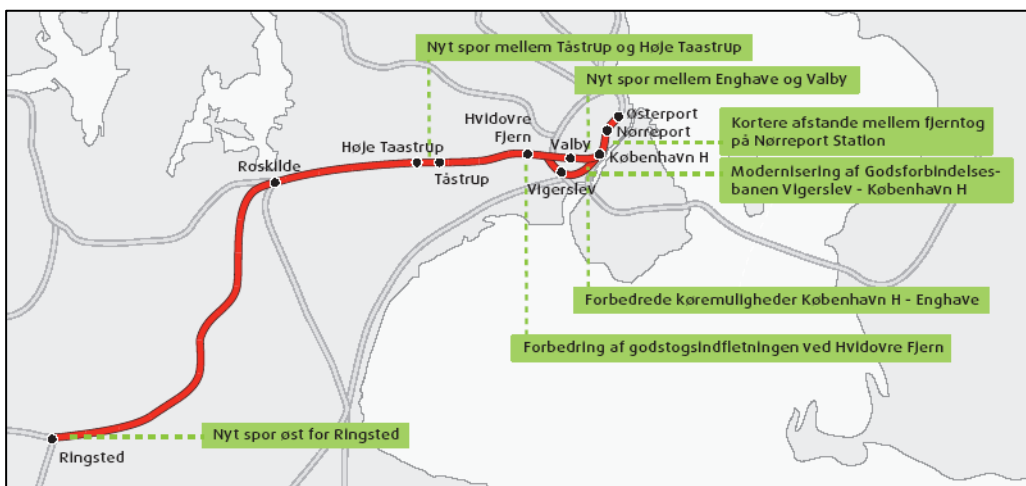 Nyt spor mellem Tåstrup og Høje Taastrup
Nyt spor mellem Enghave og Valby
Østerport
Nørreport
Kortere afstande mellem fjerntog
på Nørreport Station
Hvidovre
Fjern
Valby
København H
Høje Taastrup
Tåstrup
Roskilde
Vigerslev
Modernisering af Godsforbindelses-
banen Vigerslev - København H
Forbedrede køremuligheder København H - Enghave
Forbedring af godstogsindfletningen ved Hvidovre Fjern
Nyt spor øst for Ringsted
Ringsted